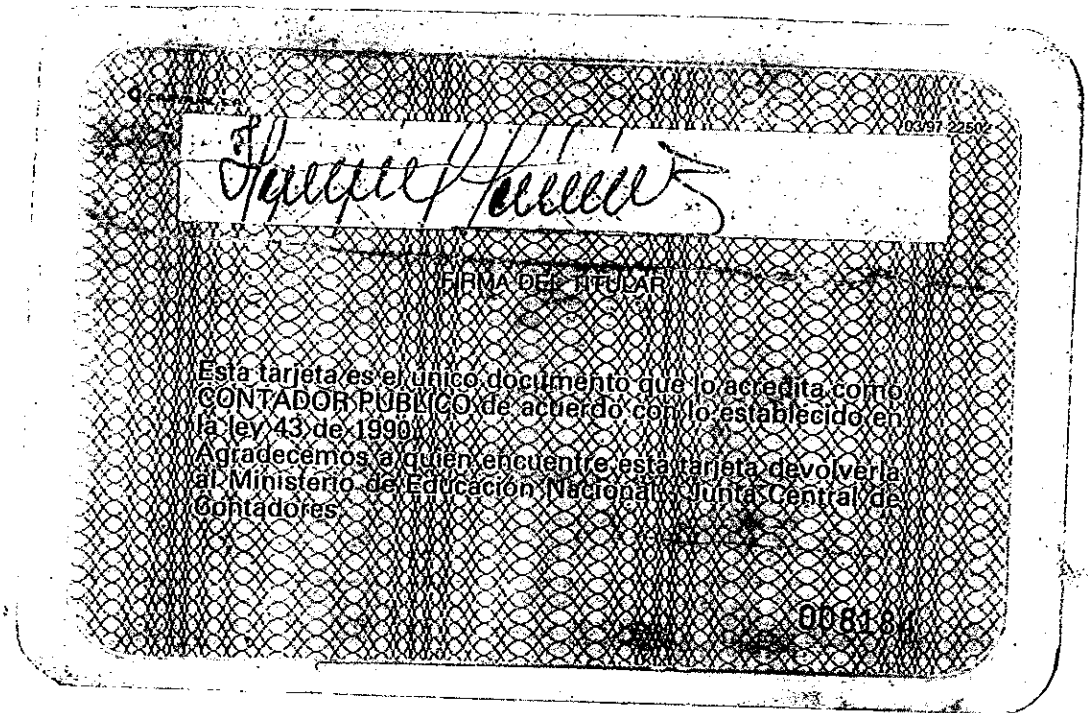 03/97-22502
FIRMA DEL TITULAR
Esta tarjeta es el único documento que lo acredita como
CONTADOR PUBLICO de acuerdo con lo establecido en
la ley 43 de 1990.
Agradecemos a quien encuentre esta tarjeta devolverla
al Ministerio de Educación Nacional - Junta Central de
Contadores.